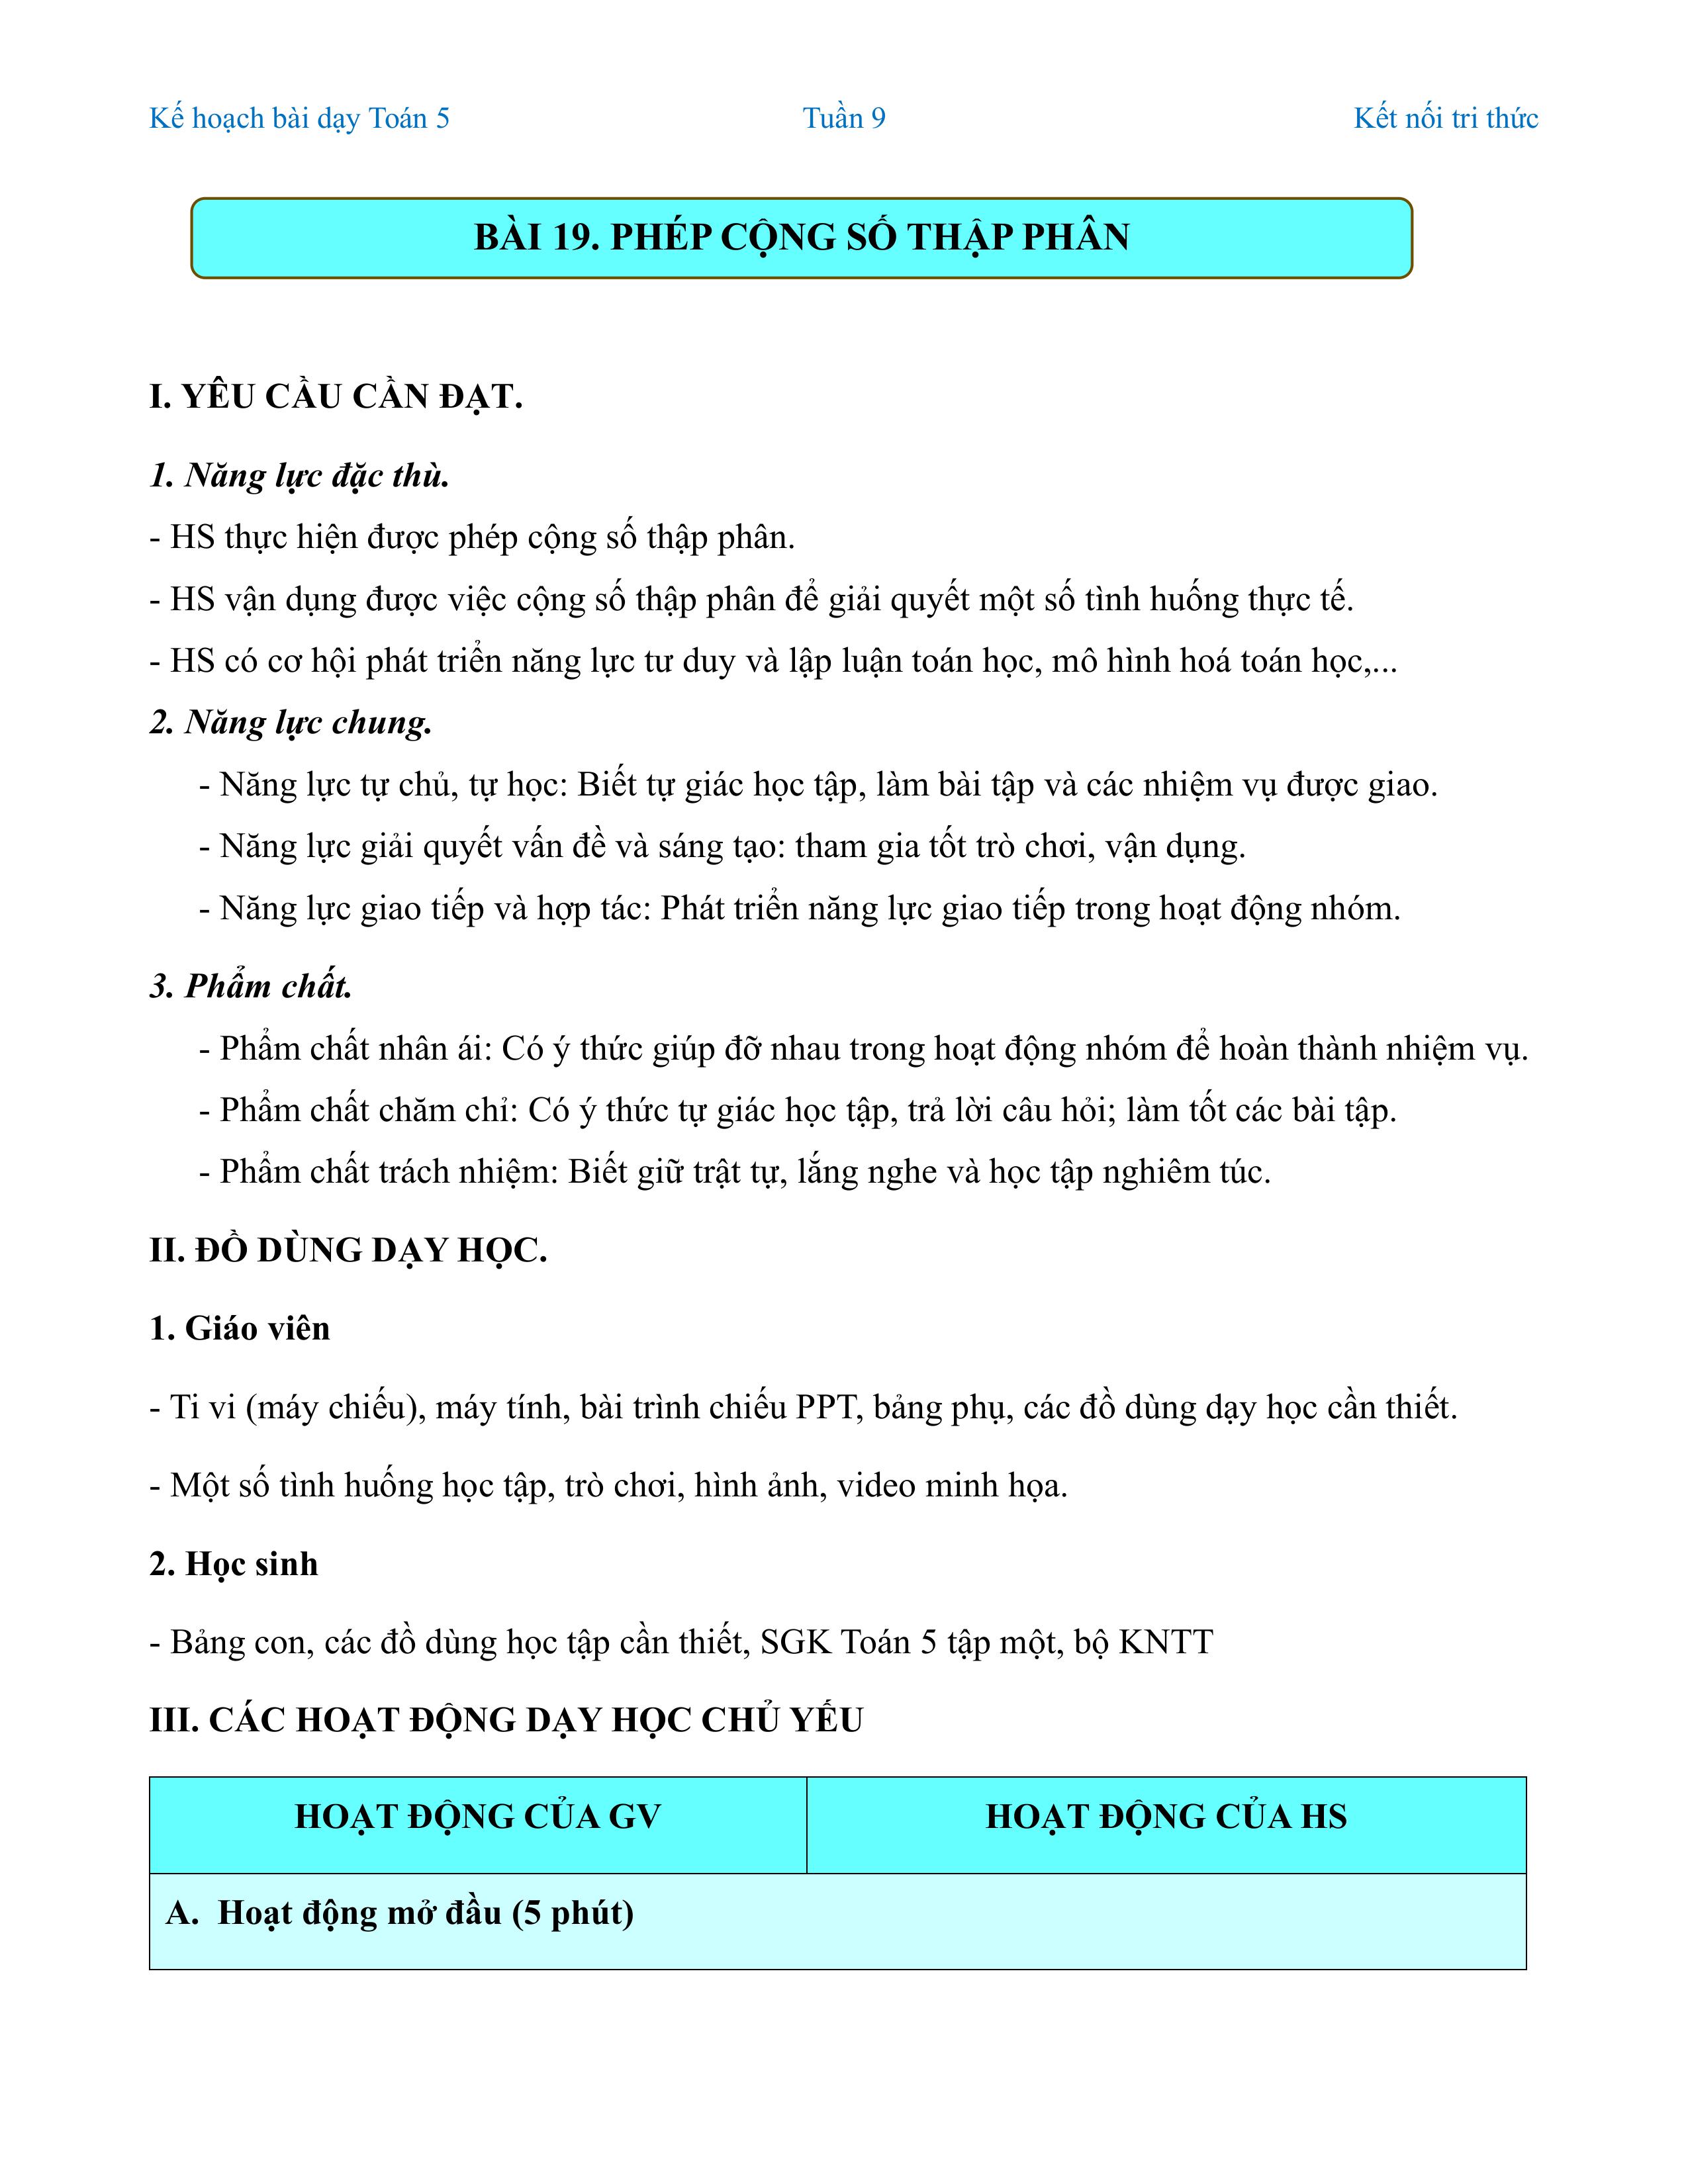 Kế hoạch bài dạy Toán 5 Tuần 9 Kết nối tri thức
BÀI 19. PHÉP CỘNG SỐ THẬP PHÂN
I. YÊU CẦU CẦN ĐẠT.
1. Năng lực đặc thù.
- HS thực hiện được phép cộng số thập phân.
- HS vận dụng được việc cộng số thập phân để giải quyết một số tình huống thực tế.
- HS có cơ hội phát triển năng lực tư duy và lập luận toán học, mô hình hoá toán học,...
2. Năng lực chung.
- Năng lực tự chủ, tự học: Biết tự giác học tập, làm bài tập và các nhiệm vụ được giao.
- Năng lực giải quyết vấn đề và sáng tạo: tham gia tốt trò chơi, vận dụng.
- Năng lực giao tiếp và hợp tác: Phát triển năng lực giao tiếp trong hoạt động nhóm.
3. Phẩm chất.
- Phẩm chất nhân ái: Có ý thức giúp đỡ nhau trong hoạt động nhóm để hoàn thành nhiệm vụ.
- Phẩm chất chăm chỉ: Có ý thức tự giác học tập, trả lời câu hỏi; làm tốt các bài tập.
- Phẩm chất trách nhiệm: Biết giữ trật tự, lắng nghe và học tập nghiêm túc.
II. ĐỒ DÙNG DẠY HỌC.
1. Giáo viên
- Ti vi (máy chiếu), máy tính, bài trình chiếu PPT, bảng phụ, các đồ dùng dạy học cần thiết.
- Một số tình huống học tập, trò chơi, hình ảnh, video minh họa.
2. Học sinh
- Bảng con, các đồ dùng học tập cần thiết, SGK Toán 5 tập một, bộ KNTT
III. CÁC HOẠT ĐỘNG DẠY HỌC CHỦ YẾU
HOẠT ĐỘNG CỦA GV HOẠT ĐỘNG CỦA HS
A. Hoạt động mở đầu (5 phút)